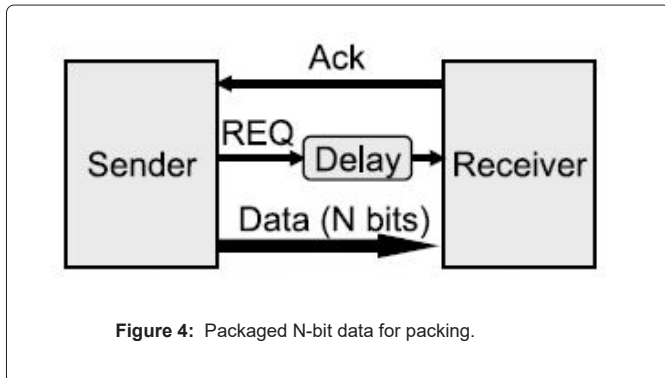 Ack
REQ
Sender
Delay
Receiver
Data (N bits)
Figure 4: Packaged N-bit data for packing.